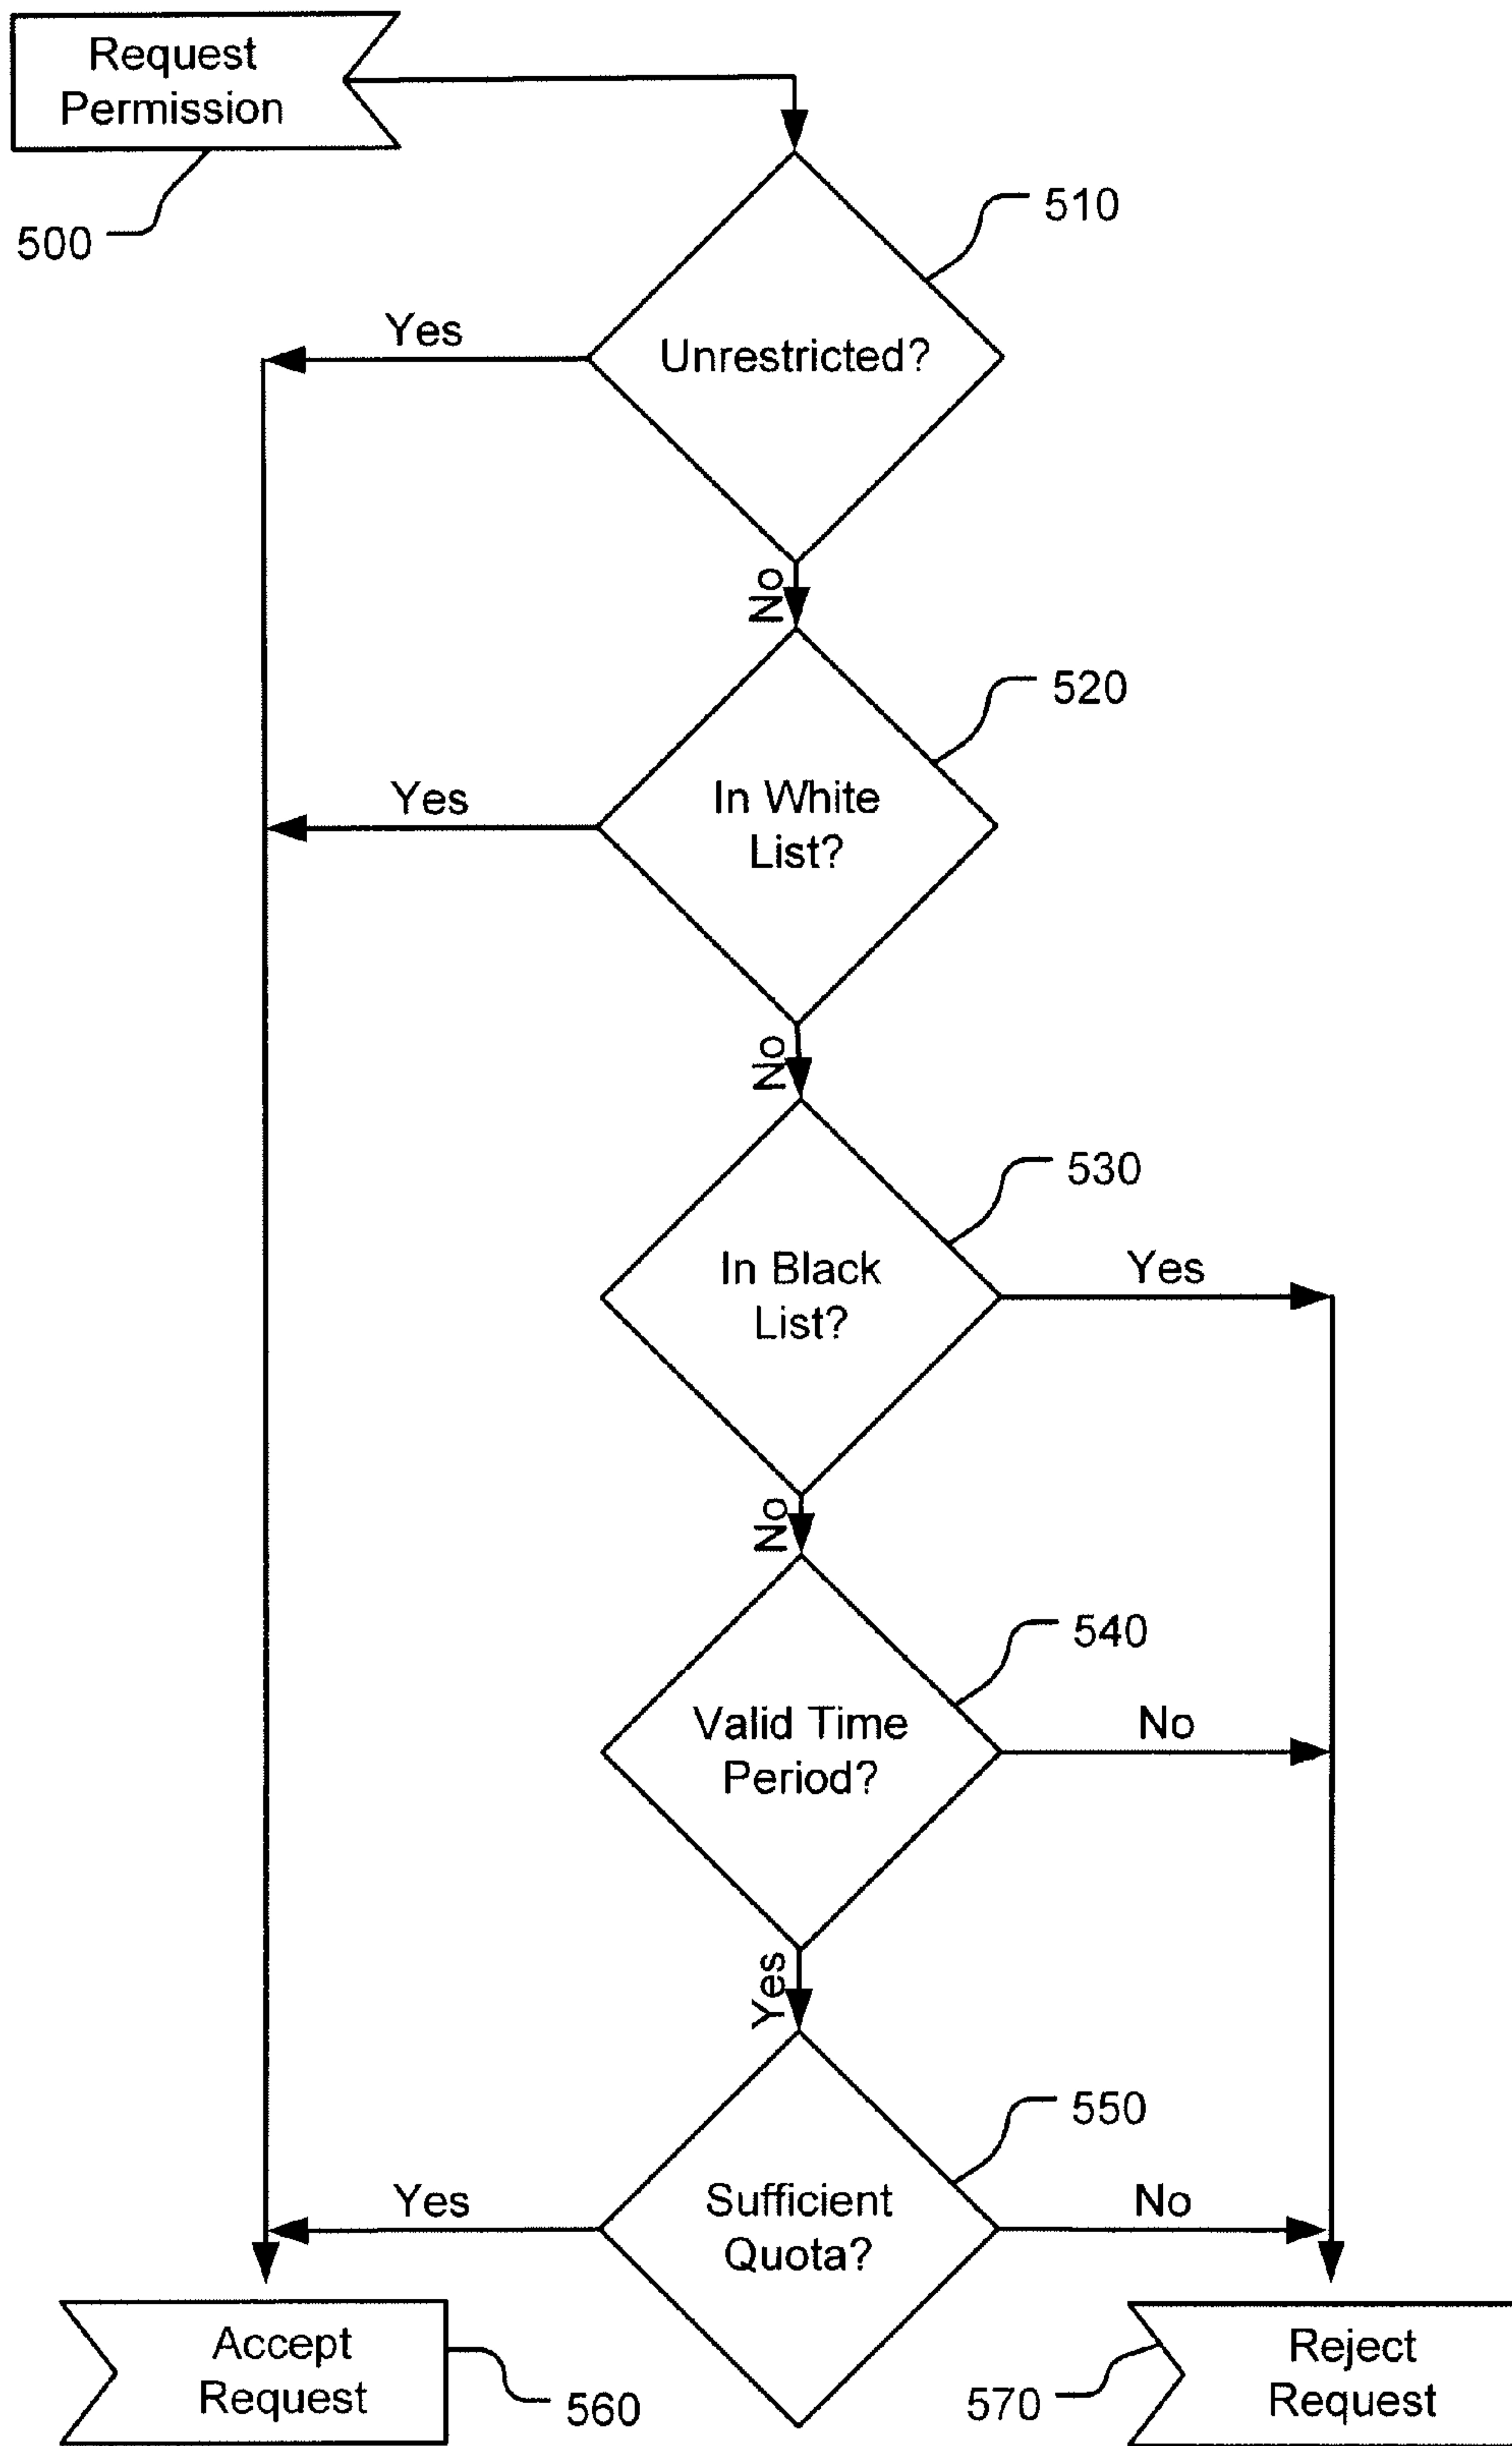 Request
Permission
500
510
Unrestricted?
Yes
No
520
In White
List?
Yes
No
530
In Black
List?
Yes
No
540
Valid Time
Period?
No
Yes
550
Sufficient
Quota?
Yes
No
Accept
Request
560
570
Reject
Request